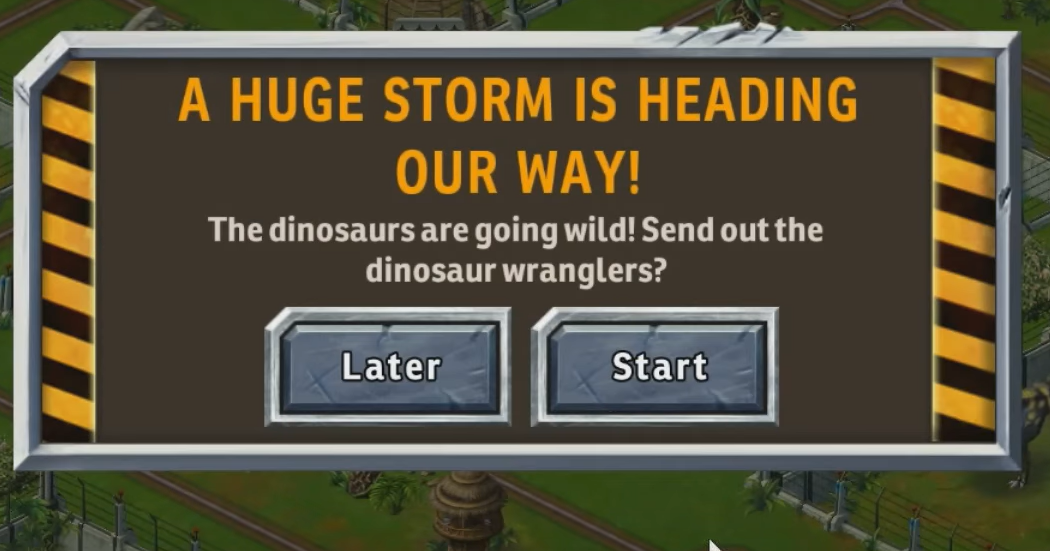 A HUGE STORM IS HEADING
OUR WAY!
The dinosaurs are going wild! Send out the
dinosaur wranglers?
Later
Start